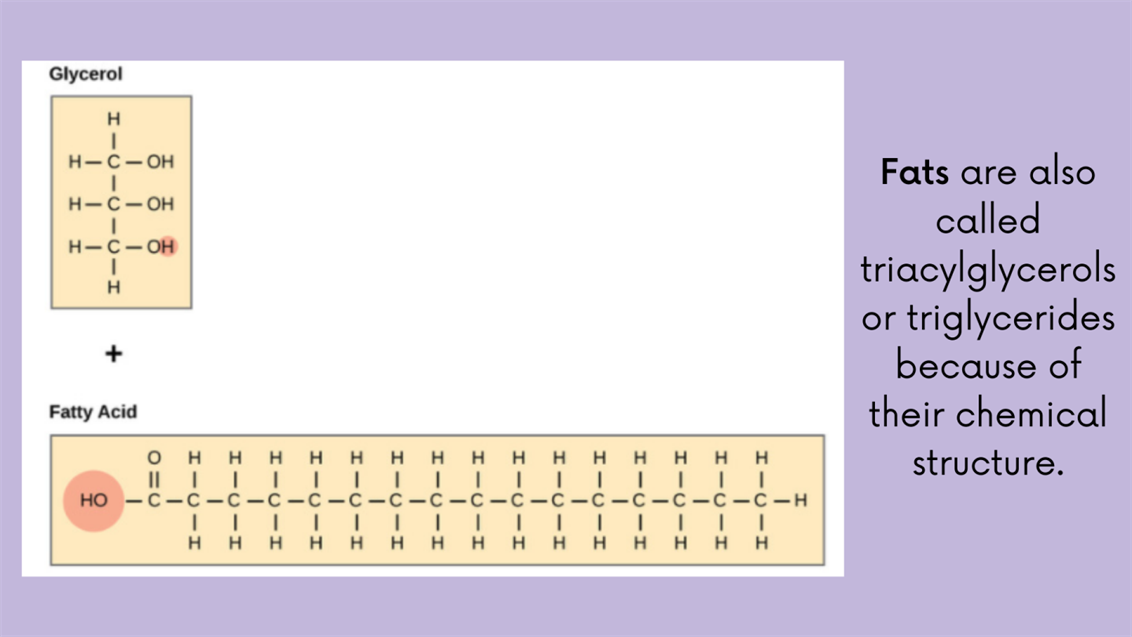 Glycerol
H
H—C—OH
H—C—OH
H—C—OH
H
+
Fatty Acid
O H H H H H H H H H H H H H H H
HO—C—C—C—C—C—C—C—C—C—C—C—C—C—C—C—C—H
H H H H H H H H H H H H H H H
Fats are also
called
triacylglycerols
or triglycerides
because of
their chemical
structure.